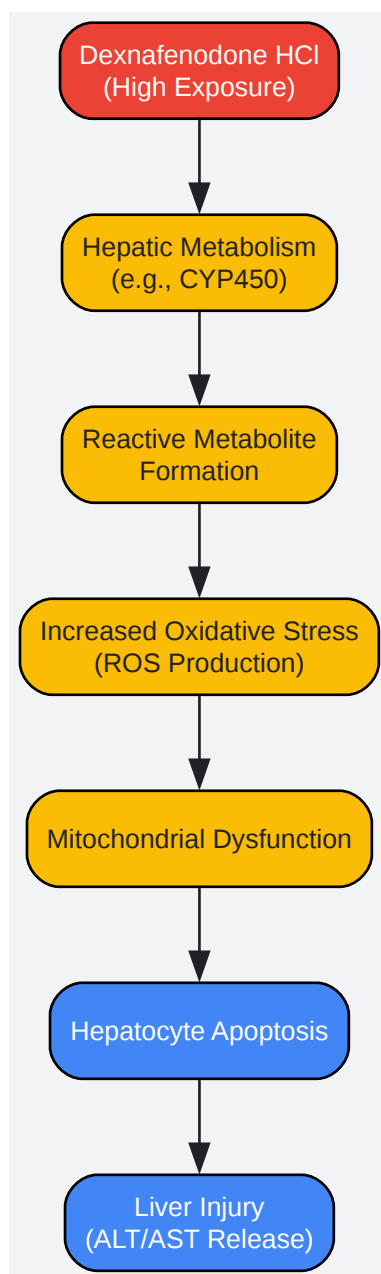 Dexnafenodone HCl
(High Exposure)
Hepatic Metabolism
(e.g., CYP450)
Reactive Metabolite
Formation
Increased Oxidative Stress
(ROS Production)
Mitochondrial Dysfunction
Hepatocyte Apoptosis
Liver Injury
(ALT/AST Release)